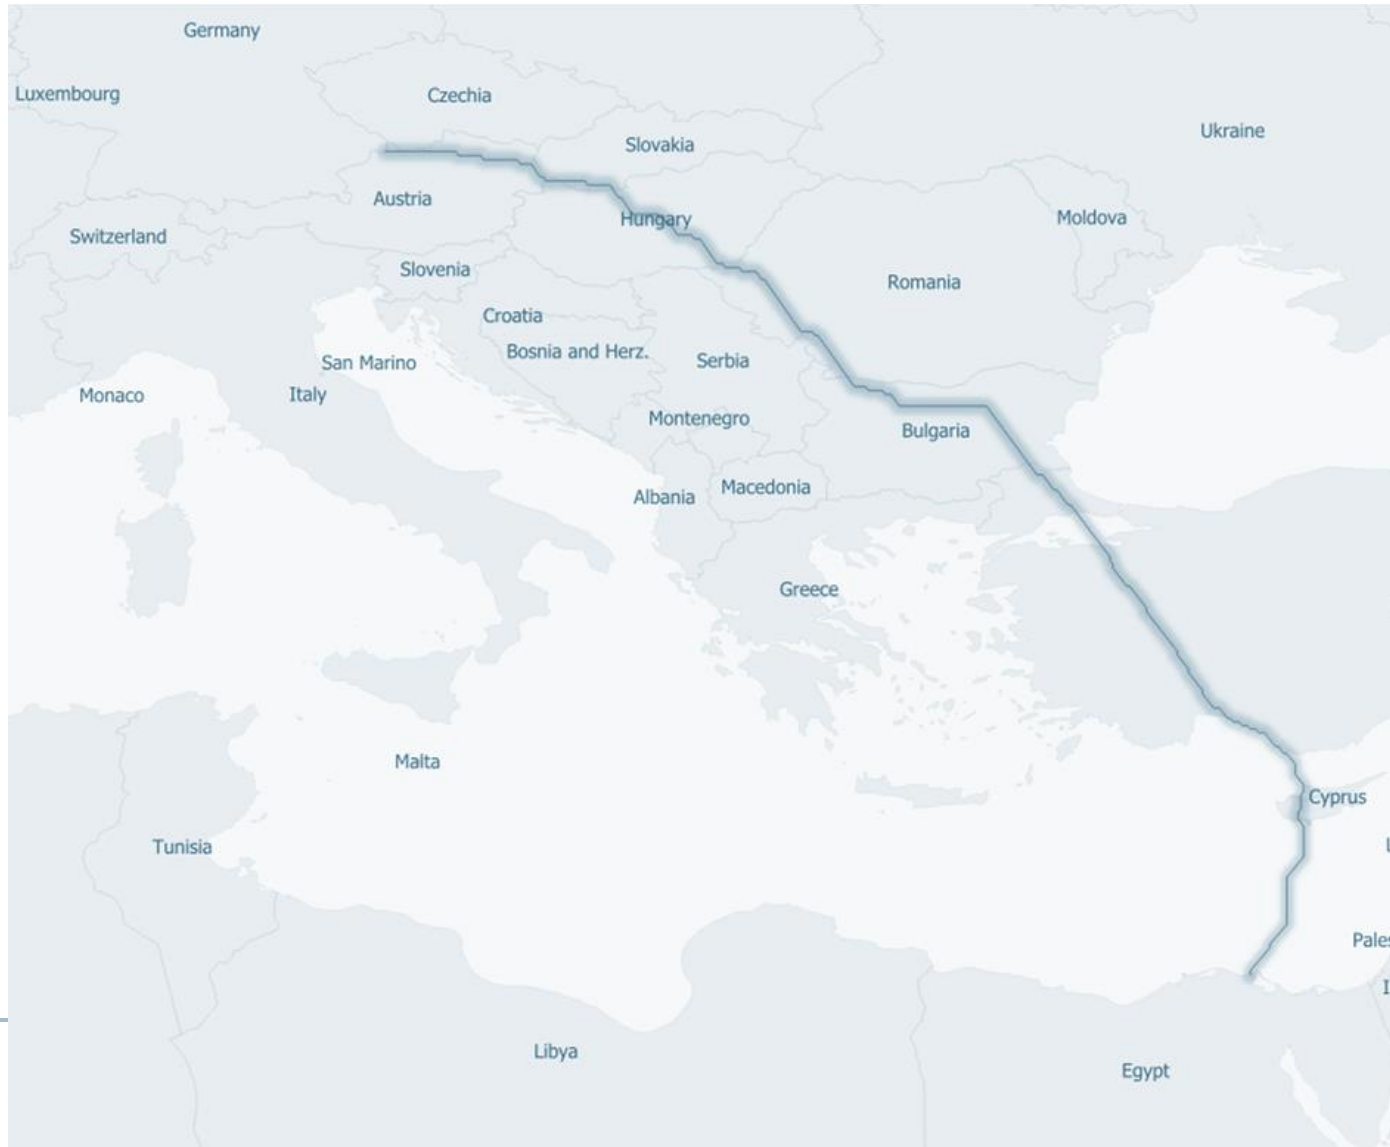 Germany
Luxembourg
Czechia
Ukraine
Slovakia
Austria
Hungary
Moldova
Switzerland
Slovenia
Romania
Croatia
Bosnia and Herz.
San Marino
Serbia
Monaco
Italy
Montenegro
Bulgaria
Macedonia
Albania
Greece
Malta
Cyprus
Tunisia
Pales
Libya
Egypt